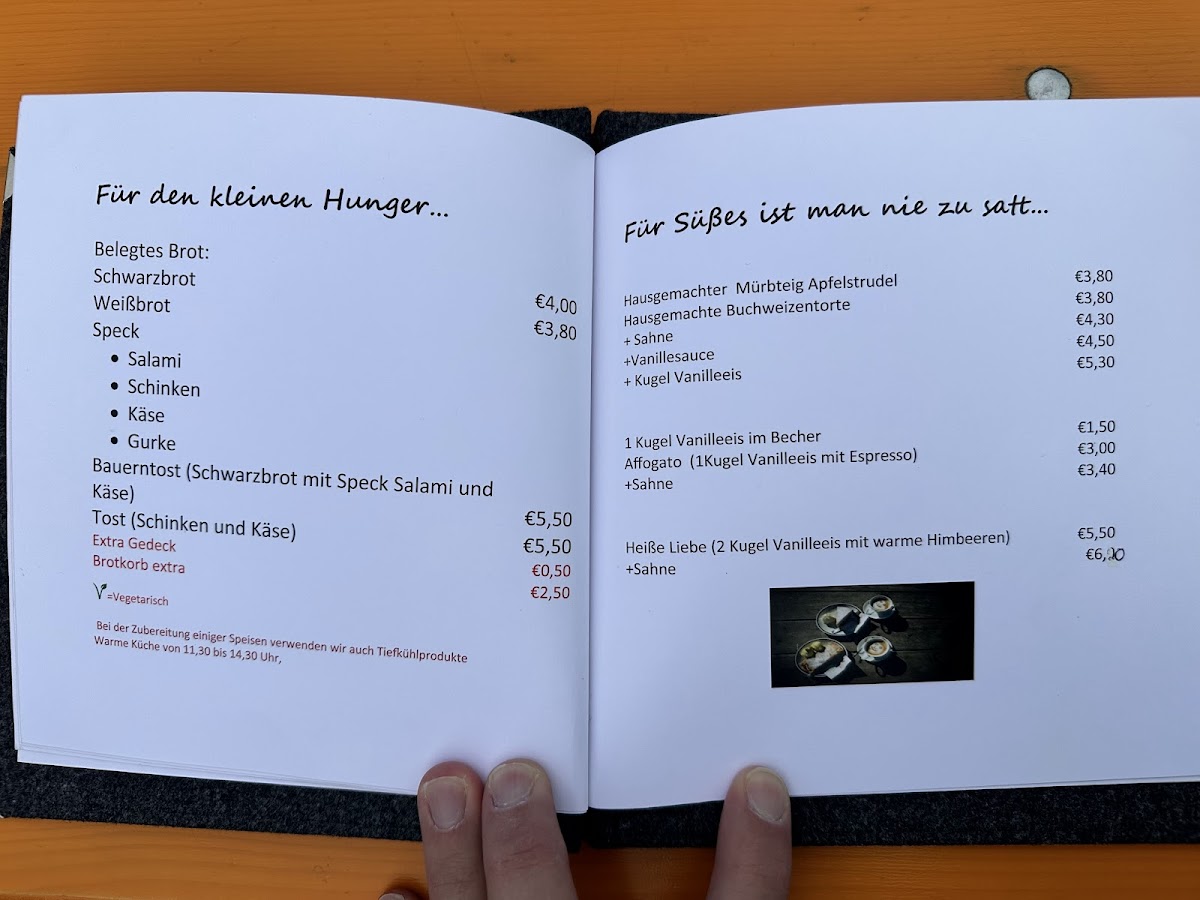 Für den kleinen Hunger...
Belegtes Brot:
Schwarzbrot
Weißbrot €4,00
Speck €3,80
• Salami
• Schinken
• Käse
• Gurke
Bauerntost (Schwarzbrot mit Speck Salami und
Käse) €5,50
Tost (Schinken und Käse) €5,50
Extra Gedeck €0,50
Brotkorb extra €2,50
V=Vegetarisch
Bei der Zubereitung einiger Speisen verwenden wir auch Tiefkühlprodukte
Warme Küche von 11,30 bis 14,30 Uhr,
Für Süßes ist man nie zu satt...
Hausgemachter Mürbteig Apfelstrudel €3,80
Hausgemachte Buchweizentorte €3,80
+ Sahne €4,30
+Vanillesauce €4,50
+ Kugel Vanilleeis €5,30
1 Kugel Vanilleeis im Becher €1,50
Affogato (1Kugel Vanilleeis mit Espresso) €3,00
+Sahne €3,40
Heiße Liebe (2 Kugel Vanilleeis mit warme Himbeeren) €5,50
+Sahne €6,20